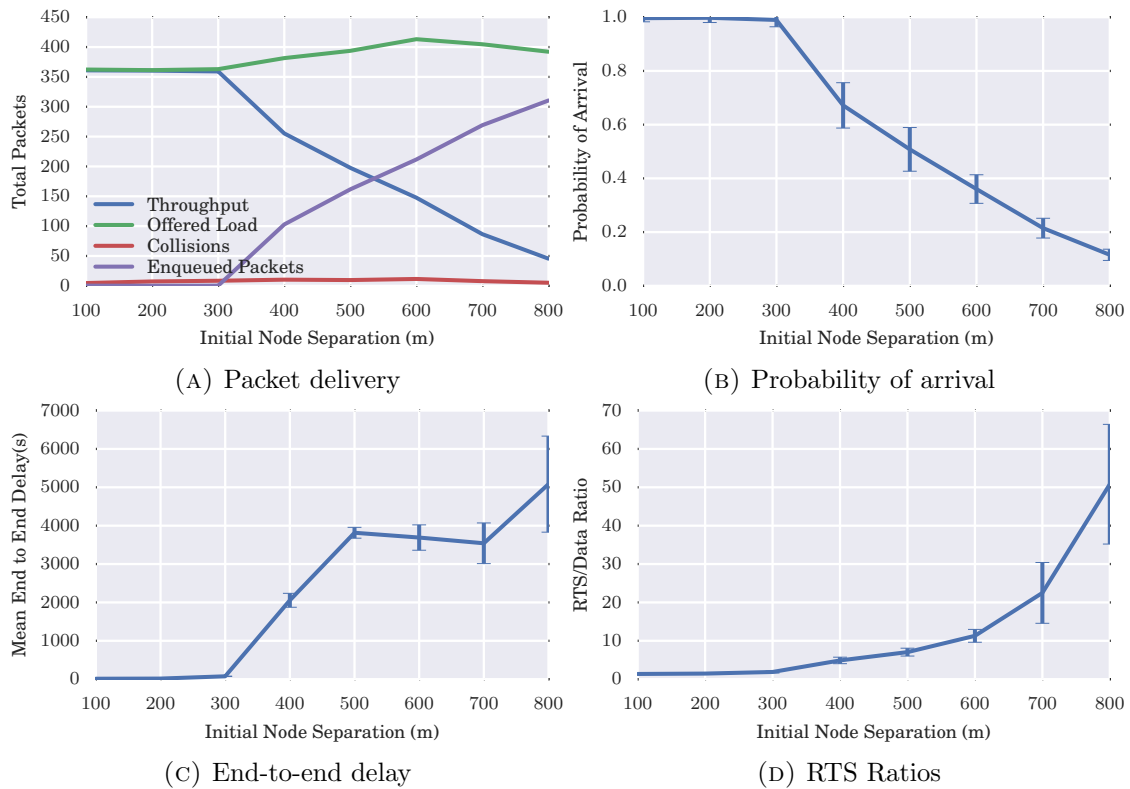 450
400
350
300
250
200
150
100
50
0
Total Packets
Throughput
Offered Load
Collisions
Enqueued Packets
100 200 300 400 500 600 700 800
Initial Node Separation (m)
(A) Packet delivery
1.0
0.8
0.6
0.4
0.2
0.0
Probability of Arrival
100 200 300 400 500 600 700 800
Initial Node Separation (m)
(B) Probability of arrival
7000
6000
5000
4000
3000
2000
1000
0
Mean End to End Delay(s)
100 200 300 400 500 600 700 800
Initial Node Separation (m)
(C) End-to-end delay
70
60
50
40
30
20
10
0
RTS/Data Ratio
100 200 300 400 500 600 700 800
Initial Node Separation (m)
(D) RTS Ratios